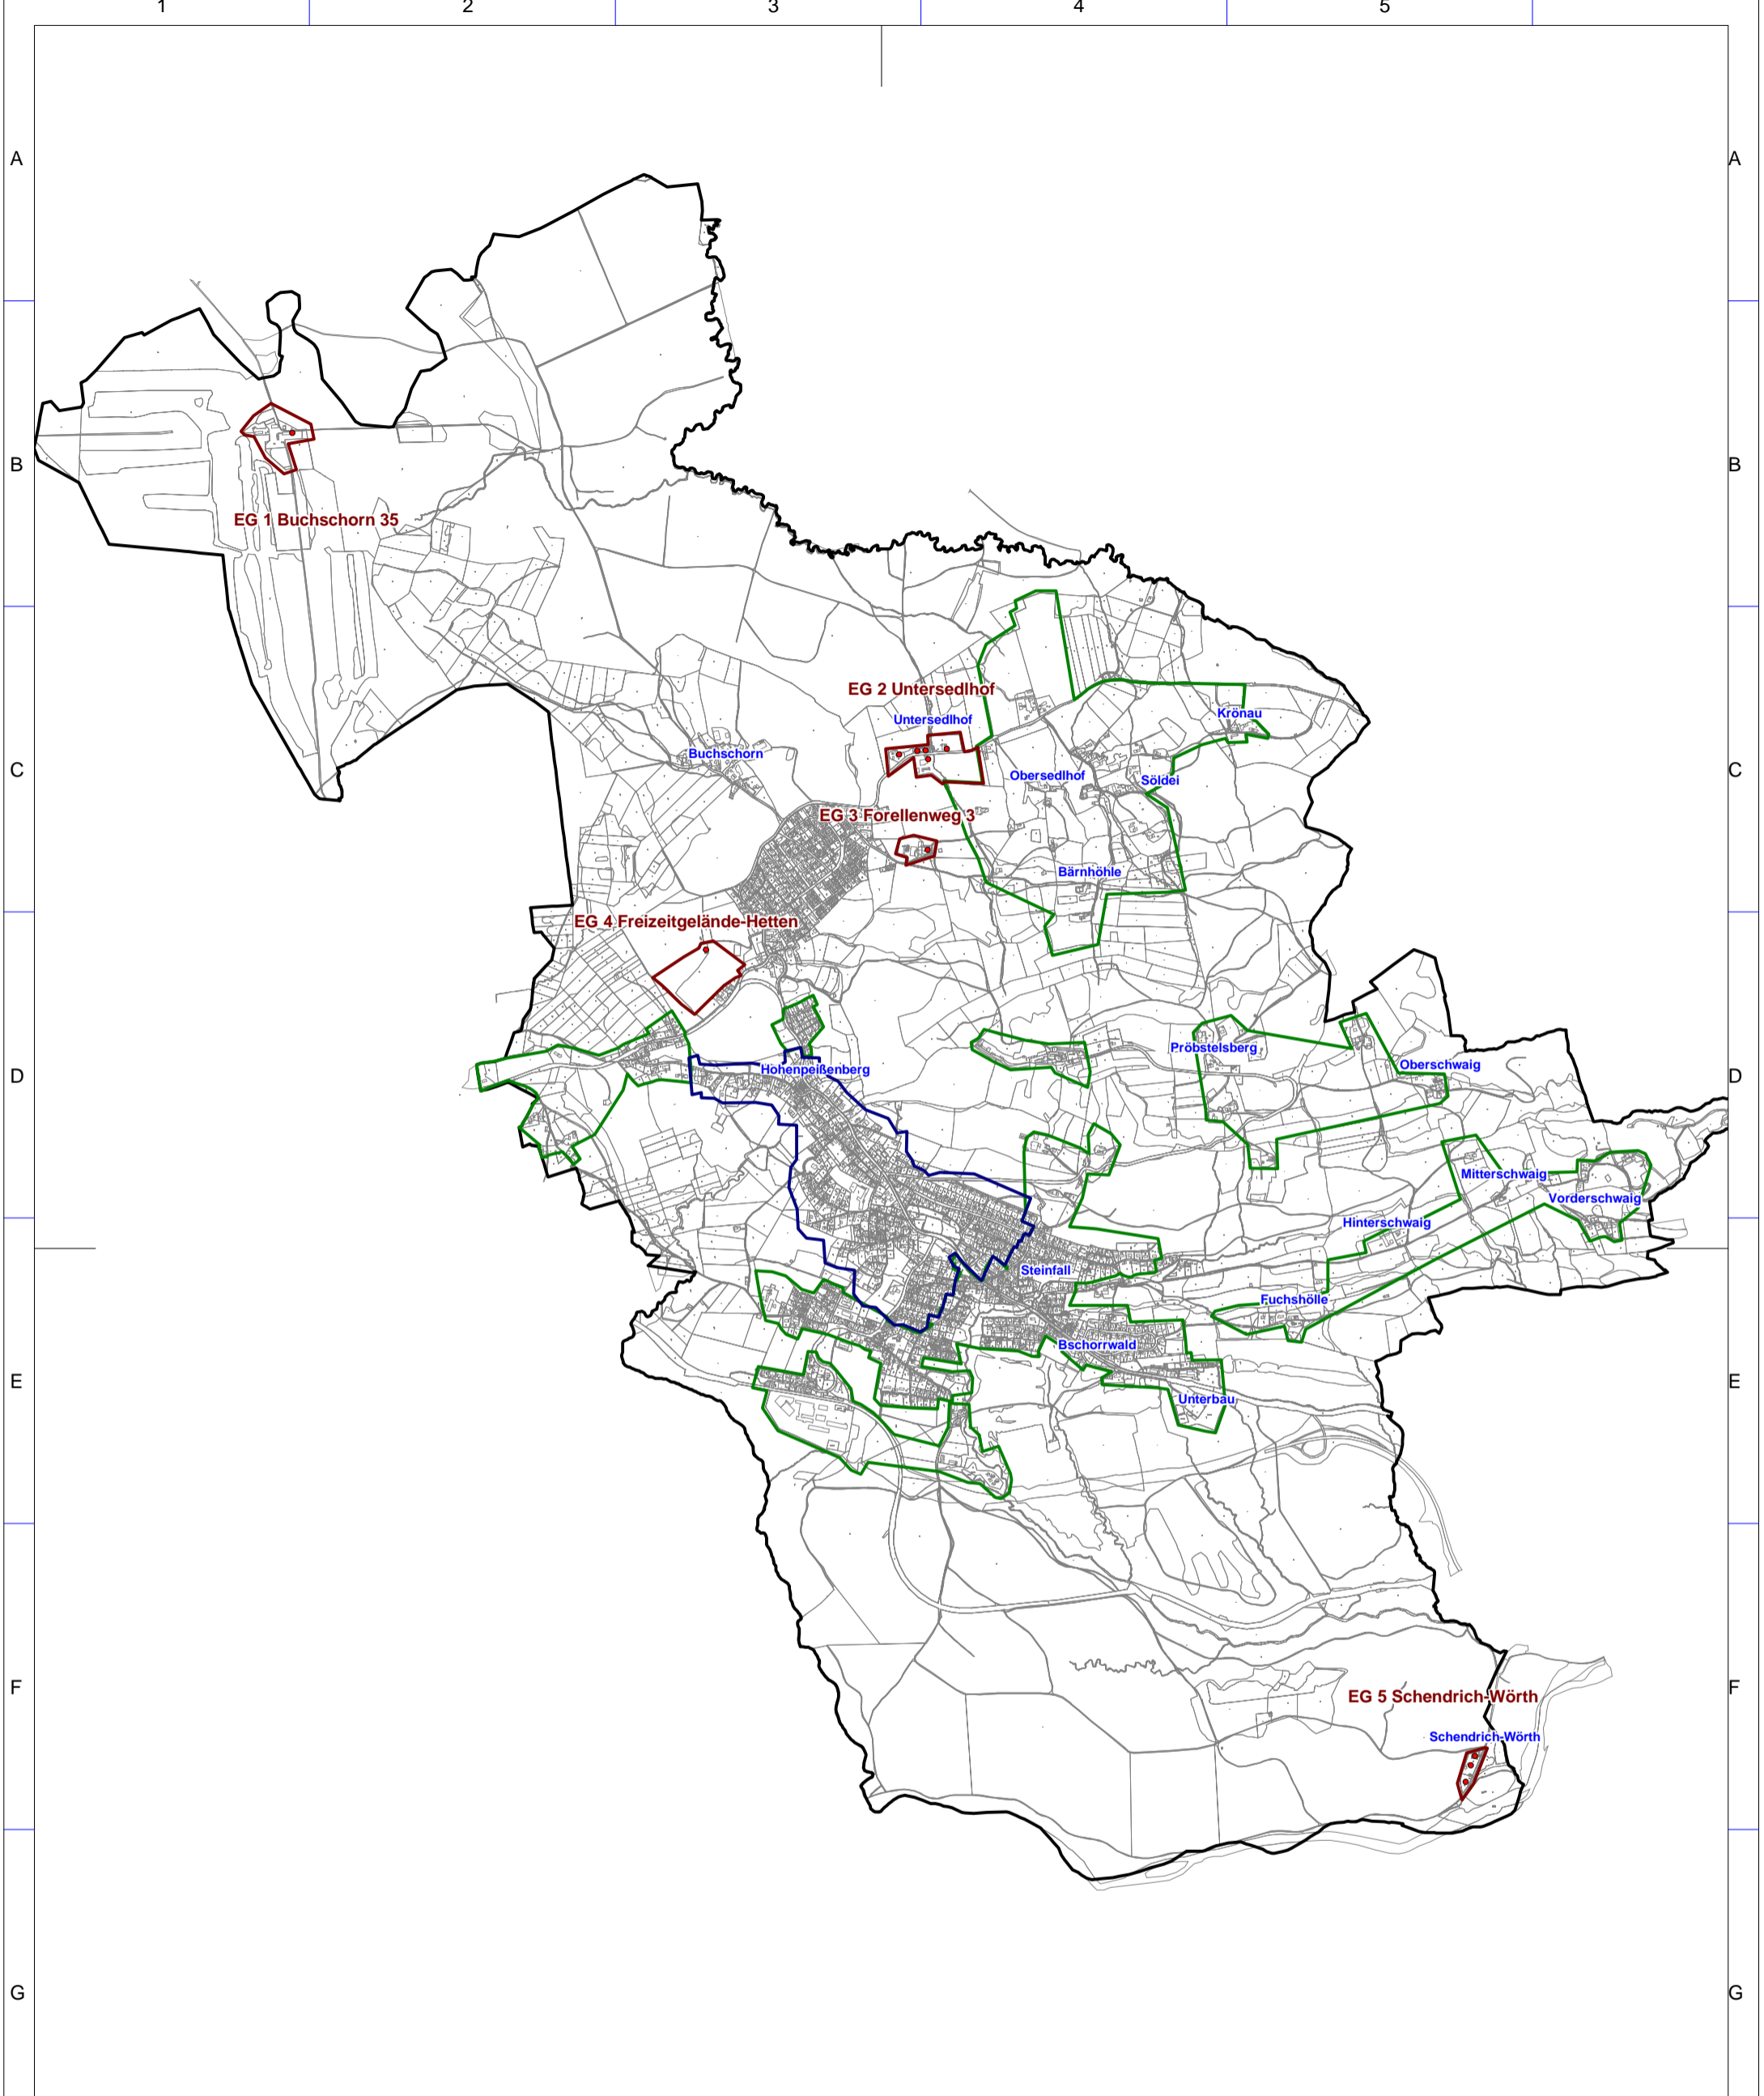 1 2 3 4 5
A A
B B
EG 1 Buchschorn 35
EG 2 Untersedlhof
Untersedlhof
Krönau
Buchschorn
C C
Obersedlhof
Söldei
EG 3 Forellenweg 3
Bärnhöhle
EG 4 Freizeitgelände-Hetten
Pröbstelsberg
Oberschwaig
Hohenpeißenberg
D D
Mitterschwaig
Vorderschwaig
Hinterschwaig
Steinfall
Fuchshölle
Bschorrwald
E E
Unterbau
F F
EG 5 Schendrich-Wörth
Schendrich-Wörth
G G